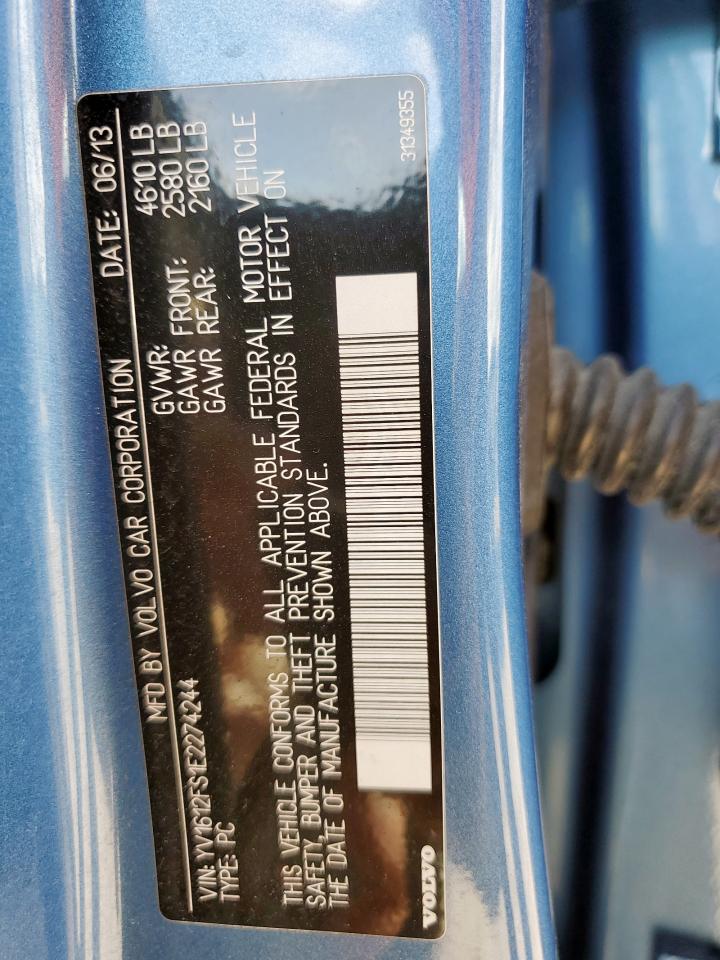 MFD BY VOLVO CAR CORPORATION DATE: 06/13
GVWR: 4610 LB
GAWR FRONT: 2580 LB
GAWR REAR: 2160 LB
VIN: YV1612FS1E2274244
TYPE: PC
THIS VEHICLE CONFORMS TO ALL APPLICABLE FEDERAL MOTOR VEHICLE
SAFETY, BUMPER AND THEFT PREVENTION STANDARDS IN EFFECT ON
THE DATE OF MANUFACTURE SHOWN ABOVE.
VOLVO
31349355